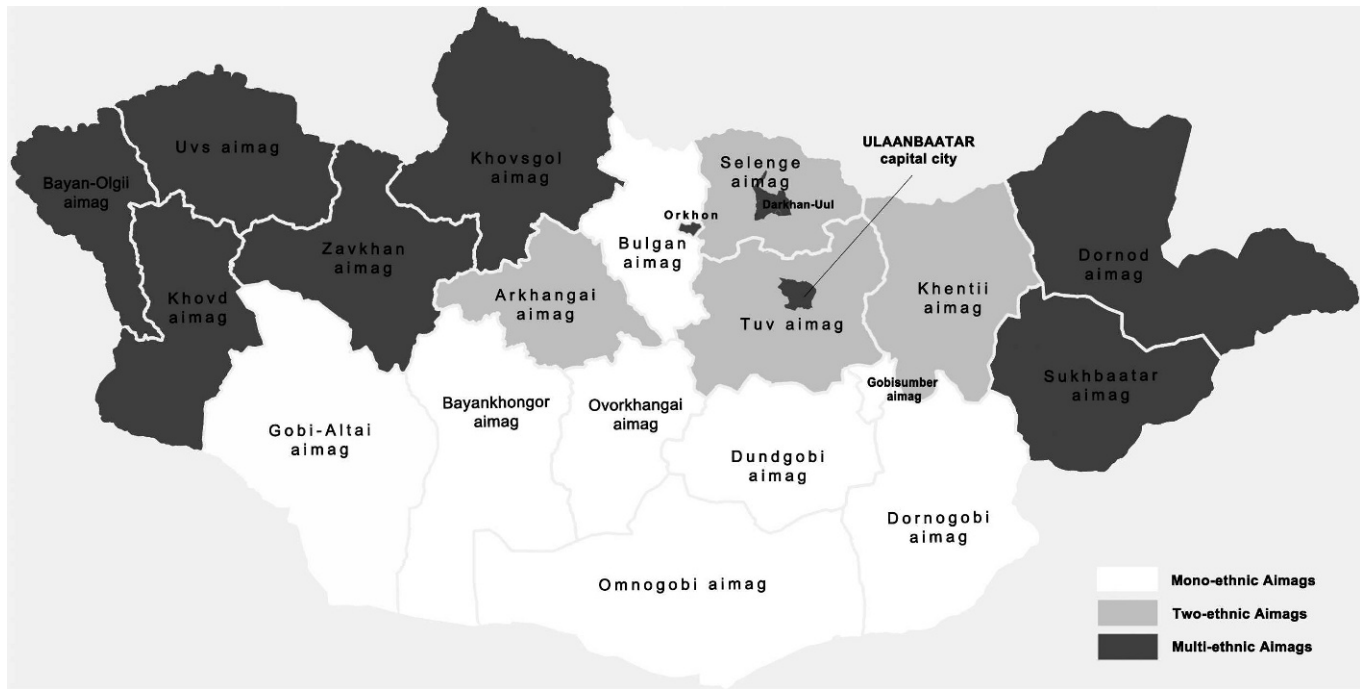 ULAANBAATAR
capital city
Uvs aimag
Khovsgol
aimag
Selenge
aimag
Bayan-Olgii
aimag
Darkhan-Uul
Orkhon
Zavkhan
aimag
Bulgan
aimag
Dornod
aimag
Khovd
aimag
Arkhangai
aimag
Khentii
aimag
Tuv aimag
Sukhbaatar
aimag
Gobisumber
aimag
Bayankhongor
aimag
Ovorkhangai
aimag
Gobi-Altai
aimag
Dundgobi
aimag
Dornogobi
aimag
Omnogobi aimag
Mono-ethnic Aimags
Two-ethnic Aimags
Multi-ethnic Aimags